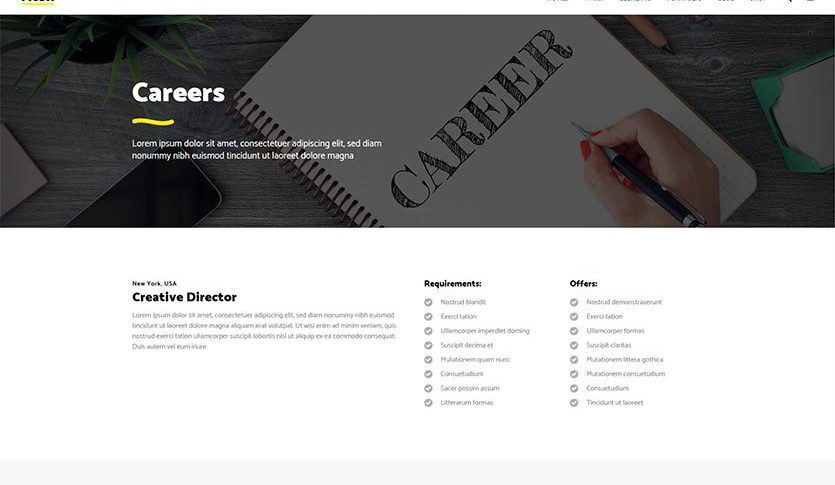 Careers
CAREER
Lorem ipsum dolor sit amet, consectetuer adipiscing elit, sed diam
nonummy nibh euismod tincidunt ut laoreet dolore magna
New York, USA
Creative Director
Lorem ipsum dolor sit amet, consectetuer adipiscing elit, sed diam nonummy nibh euismod
tincidunt ut laoreet dolore magna aliquam erat volutpat. Ut wisi enim ad minim veniam, quis
nostrud exerci tation ullamcorper suscipit lobortis nisl ut aliquip ex ea commodo consequat.
Duis autem vel eum iriure
Requirements:
Nostrud blandit
Exerci tation
Ullamcorper imperdiet doming
Suscipit decima et
Mutationem quam nunc
Consuetudium
Sacer possim assum
Litterarum formas
Offers:
Nostrud demonstraverunt
Exerci tation
Ullamcorper formas
Suscipit claritas
Mutationem littera gothica
Mutationem consuetudium
Consuetudium
Tincidunt ut laoreet